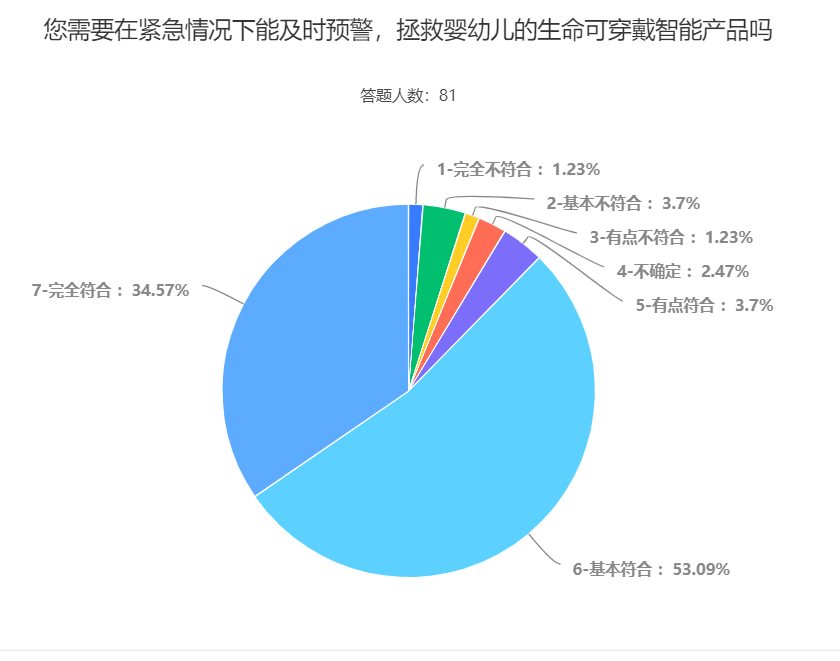 您需要在紧急情况下能及时预警，拯救婴幼儿的生命可穿戴智能产品吗
答题人数：81
1-完全不符合： 1.23%
2-基本不符合： 3.7%
3-有点不符合： 1.23%
4-不确定： 2.47%
5-有点符合： 3.7%
7-完全符合： 34.57%
6-基本符合： 53.09%